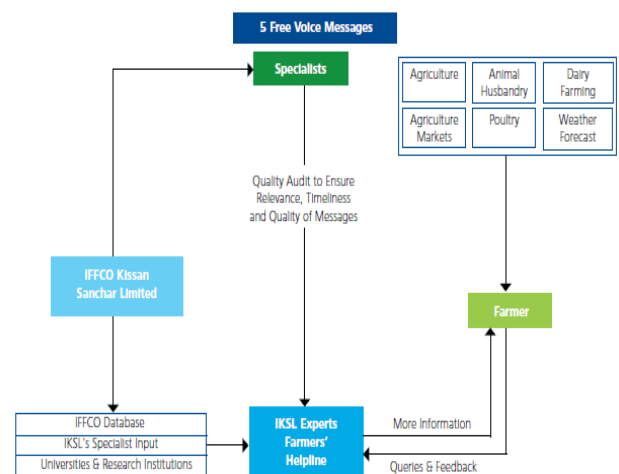 5 Free Voice Messages
Specialists
Agriculture
Animal
Husbandry
Dairy
Farming
Agriculture
Markets
Poultry
Weather
Forecast
Quality Audit to Ensure
Relevance, Timeliness
and Quality of Messages
IFFCO Kissan
Sanchar Limited
Farmer
IFFCO Database
IKSL's Specialist Input
Universities & Research Institutions
IKSL Experts
Farmers'
Helpline
More Information
Queries & Feedback